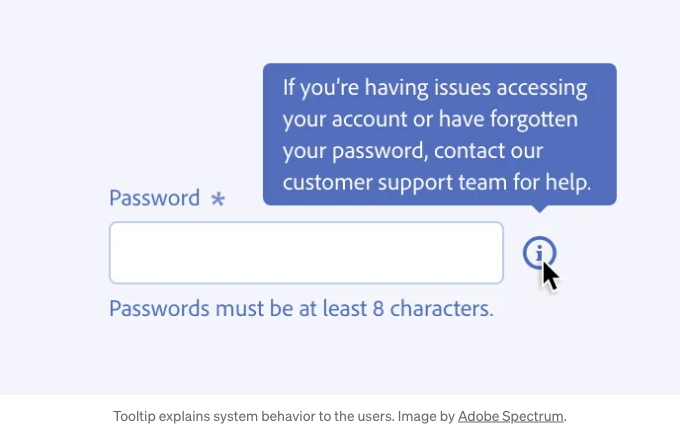 If you’re having issues accessing
your account or have forgotten
your password, contact our
customer support team for help.
Password *
i
Passwords must be at least 8 characters.
Tooltip explains system behavior to the users. Image by Adobe Spectrum.